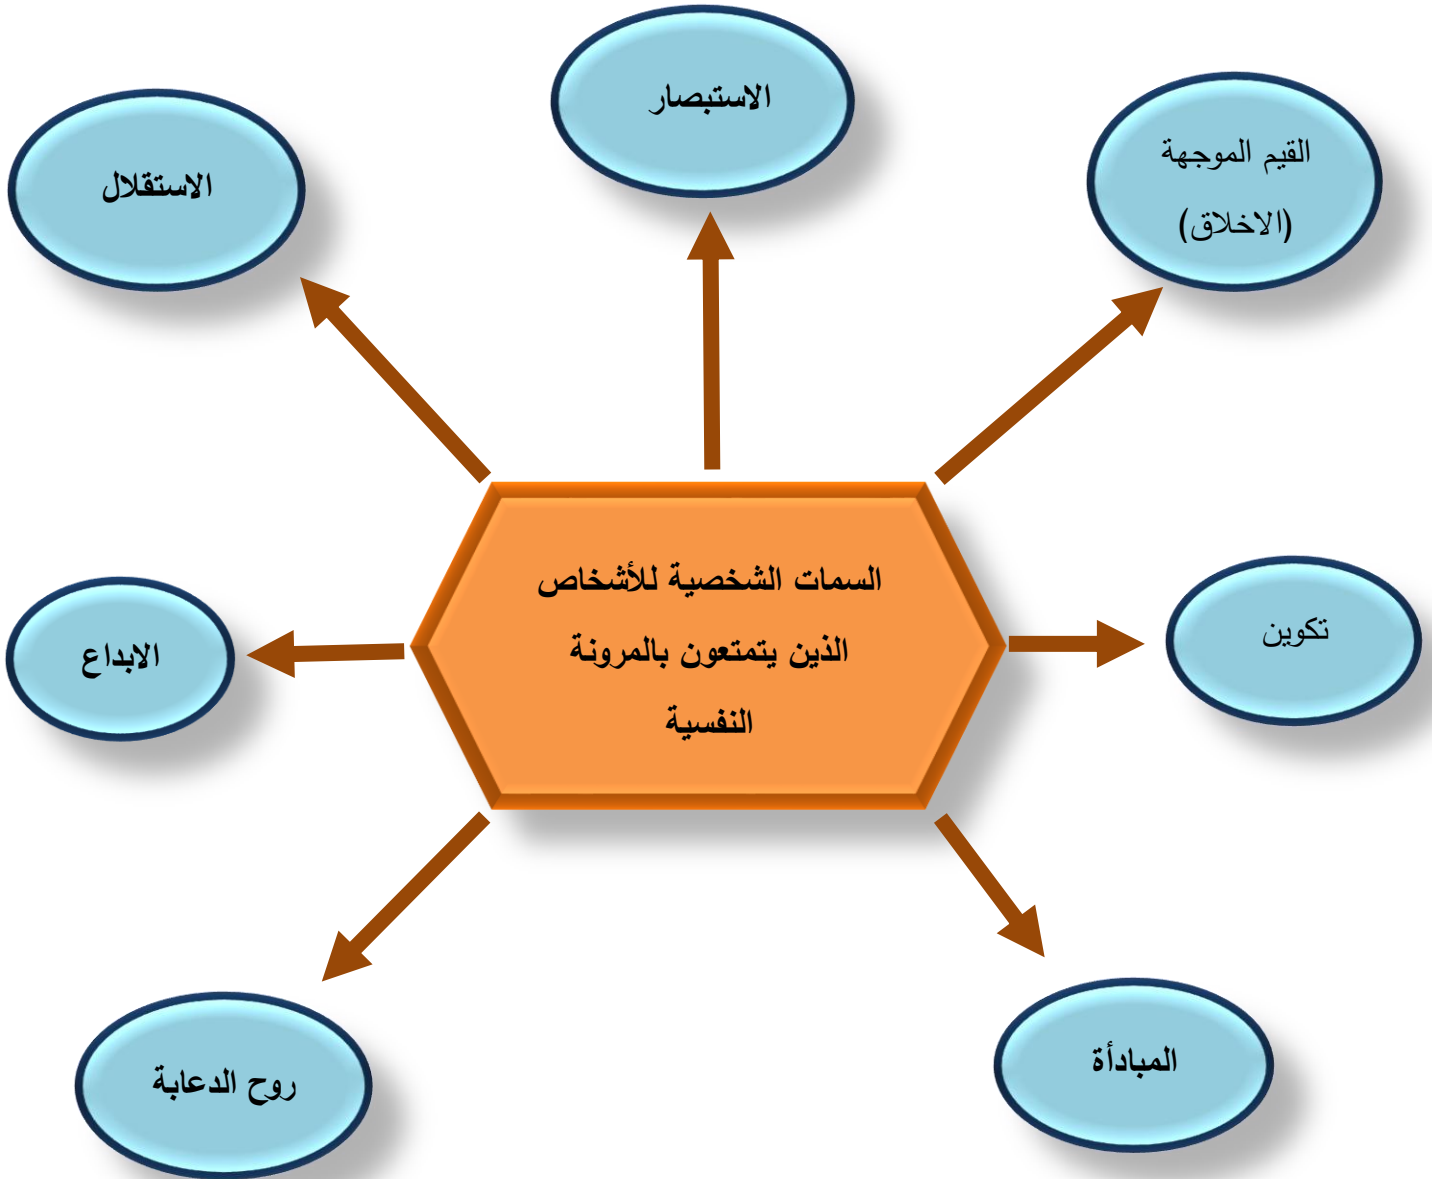 الاستبصار
القيم الموجهة
(الاخلاق)
الاستقلال
السمات الشخصية للأشخاص
الذين يتمتعون بالمرونة
النفسية
تكوين
الابداع
المبادأة
روح الدعابة